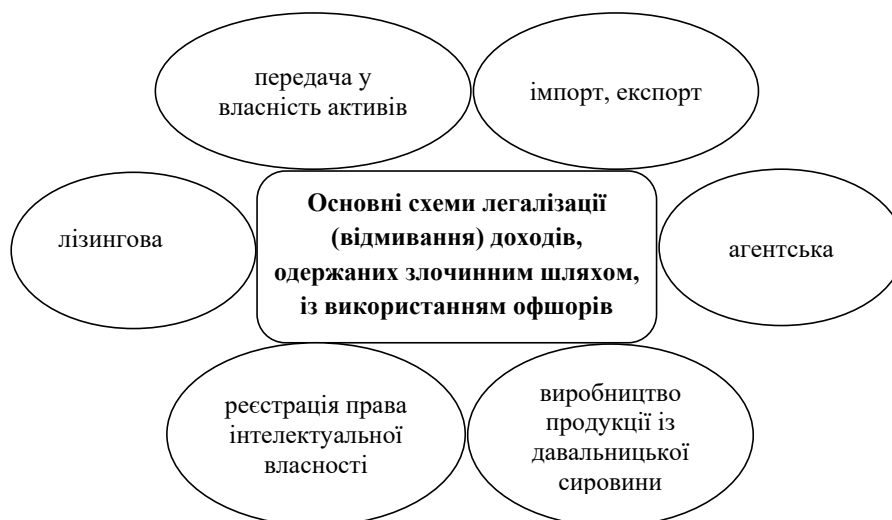 передача у
власність активів
імпорт, експорт
лізингова
Основні схеми легалізації
(відмивання) доходів,
одержаних злочинним шляхом,
із використанням офшорів
агентська
реєстрація права
інтелектуальної
власності
виробництво
продукції із
давальницької
сировини